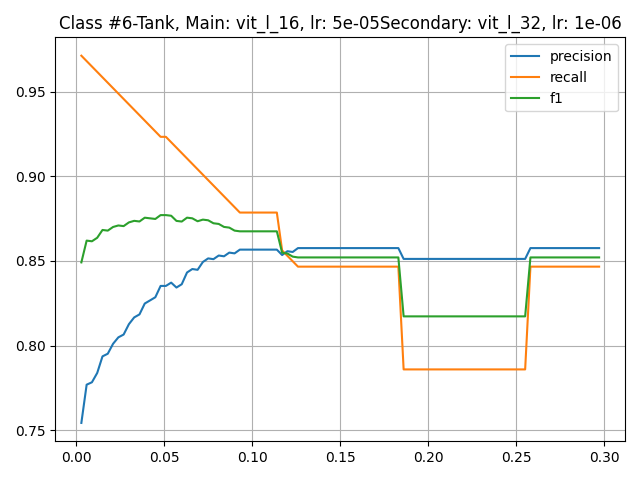 Class #6-Tank, Main: vit_l_16, lr: 5e-05Secondary: vit_l_32, lr: 1e-06
precision
recall
f1
0.95
0.90
0.85
0.80
0.75
0.00 0.05 0.10 0.15 0.20 0.25 0.30